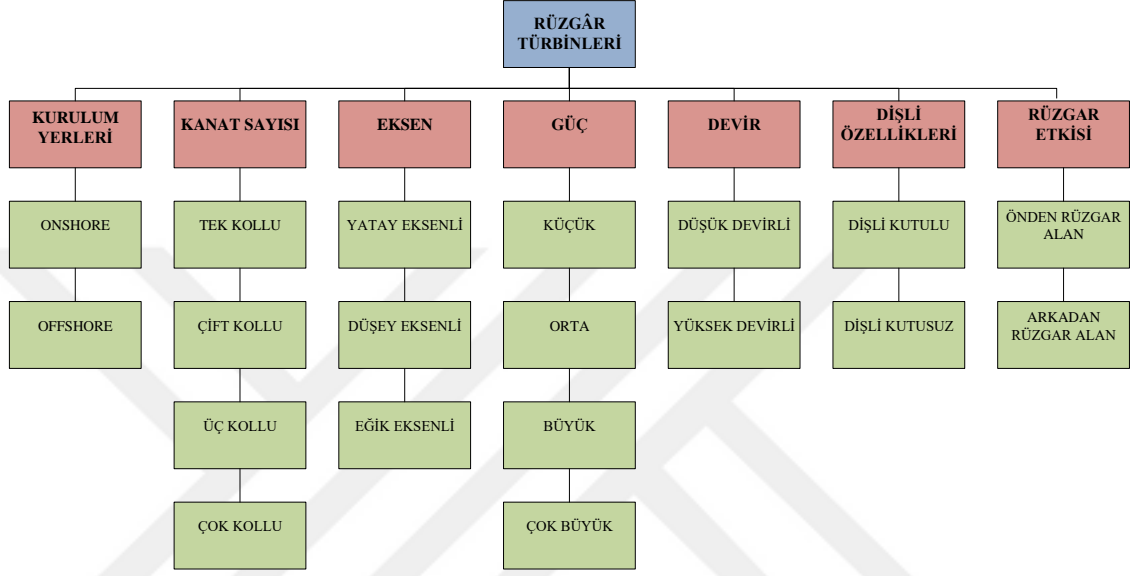 RÜZGÂR
TÜRBİNLERİ
KURULUM
YERLERİ
KANAT SAYISI
EKSEN
GÜÇ
DEVİR
DİŞLİ
ÖZELLİKLERİ
RÜZGAR
ETKİSİ
ONSHORE
TEK KOLLU
YATAY EKSENLİ
KÜÇÜK
DÜŞÜK DEVİRLİ
DİŞLİ KUTULU
ÖNDEN RÜZGAR
ALAN
OFFSHORE
ÇİFT KOLLU
DÜŞEY EKSENLİ
ORTA
YÜKSEK DEVİRLİ
DİŞLİ KUTUSUZ
ARKADAN
RÜZGAR ALAN
ÜÇ KOLLU
EĞİK EKSENLİ
BÜYÜK
ÇOK KOLLU
ÇOK BÜYÜK